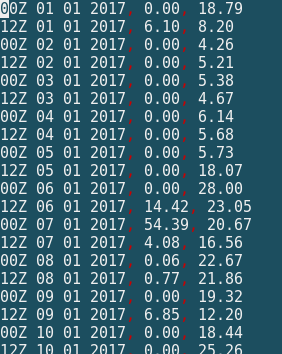 00Z 01 01 2017, 0.00, 18.79
12Z 01 01 2017, 6.10, 8.20
00Z 02 01 2017, 0.00, 4.26
12Z 02 01 2017, 0.00, 5.21
00Z 03 01 2017, 0.00, 5.38
12Z 03 01 2017, 0.00, 4.67
00Z 04 01 2017, 0.00, 6.14
12Z 04 01 2017, 0.00, 5.68
00Z 05 01 2017, 0.00, 5.73
12Z 05 01 2017, 0.00, 18.07
00Z 06 01 2017, 0.00, 28.00
12Z 06 01 2017, 14.42, 23.05
00Z 07 01 2017, 54.39, 20.67
12Z 07 01 2017, 4.08, 16.56
00Z 08 01 2017, 0.06, 22.67
12Z 08 01 2017, 0.77, 21.86
00Z 09 01 2017, 0.00, 19.32
12Z 09 01 2017, 6.85, 12.20
00Z 10 01 2017, 0.00, 18.44
12Z 10 01 2017, 0.00, 25.26